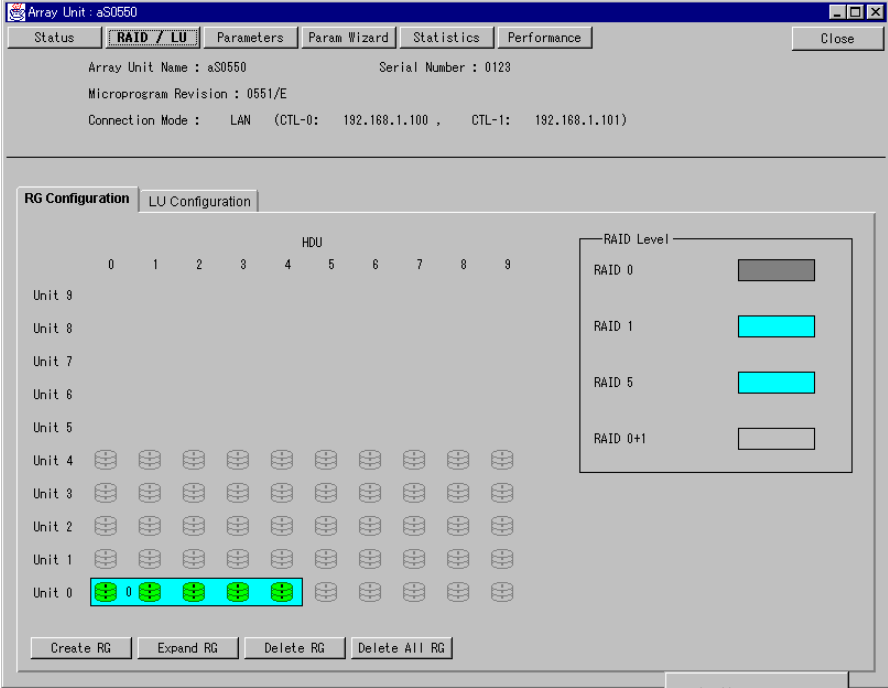 Array Unit : aS0550
Status RAID / LU Parameters Param Wizard Statistics Performance Close
Array Unit Name : aS0550 Serial Number : 0123
Microprogram Revision : 0551/E
Connection Mode : LAN (CTL-0: 192.168.1.100 , CTL-1: 192.168.1.101)
RG Configuration LU Configuration
HDU
0 1 2 3 4 5 6 7 8 9
Unit 9
Unit 8
Unit 7
Unit 6
Unit 5
Unit 4
Unit 3
Unit 2
Unit 1
Unit 0 0
RAID Level
RAID 0
RAID 1
RAID 5
RAID 0+1
Create RG Expand RG Delete RG Delete All RG